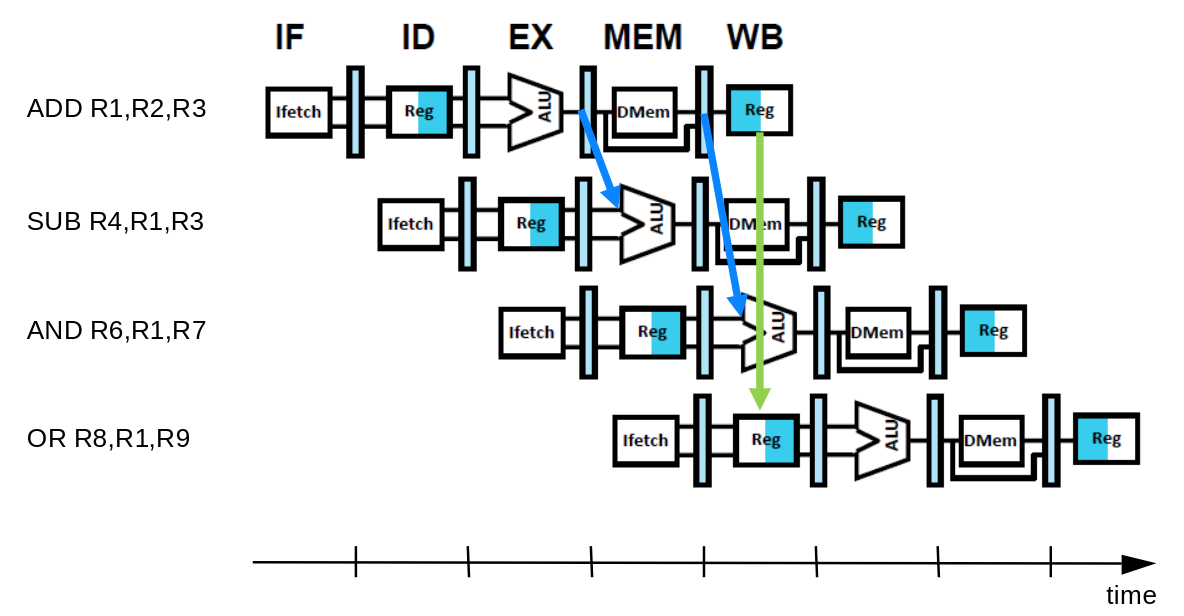 IF ID EX MEM WB
ADD R1,R2,R3 Ifetch Reg ALU DMem Reg
SUB R4,R1,R3 Ifetch Reg ALU DMem Reg
AND R6,R1,R7 Ifetch Reg ALU DMem Reg
OR R8,R1,R9 Ifetch Reg ALU DMem Reg
time